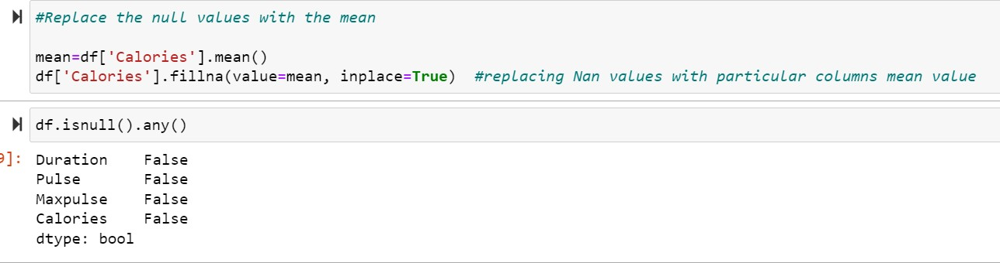 #Replace the null values with the mean
mean=df['Calories'].mean()
df['Calories'].fillna(value=mean, inplace=True)  #replacing Nan values with particular columns mean value
df.isnull().any()
9]: Duration    False
Pulse       False
Maxpulse    False
Calories    False
dtype: bool